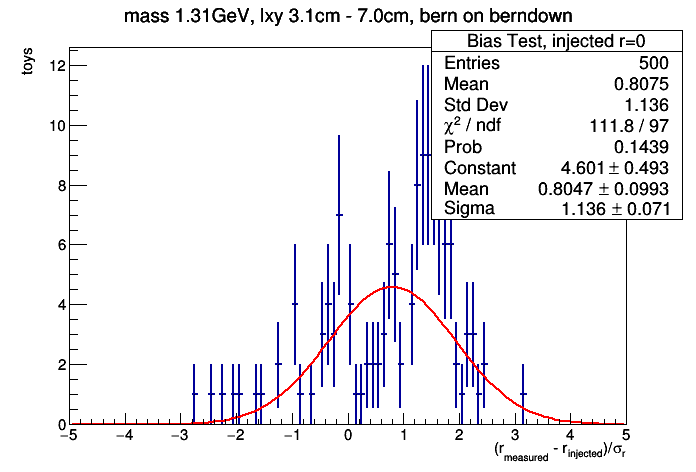 mass 1.31GeV, lxy 3.1cm - 7.0cm, bern on berndown
Bias Test, injected r=0
Entries 500
Mean 0.8075
Std Dev 1.136
χ² / ndf 111.8 / 97
Prob 0.1439
Constant 4.601 ± 0.493
Mean 0.8047 ± 0.0993
Sigma 1.136 ± 0.071
toys
12
10
8
6
4
2
0
−5 −4 −3 −2 −1 0 1 2 3 4 5
(r_measured - r_injected)/σ_r